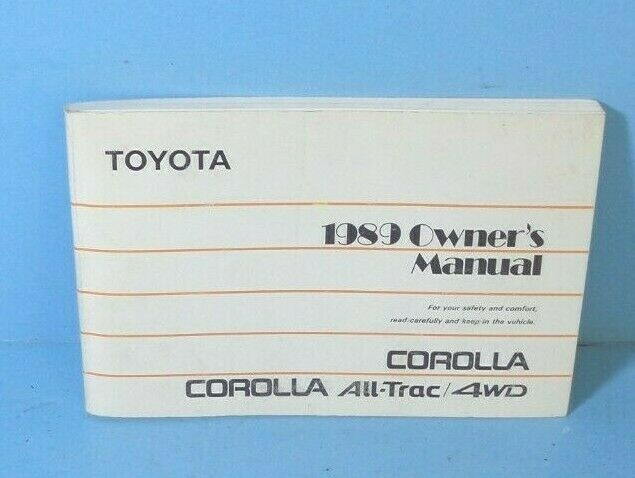 TOYOTA
1989 Owner's
Manual
For your safety and comfort,
read carefully and keep in the vehicle.
COROLLA
COROLLA All-Trac/4WD